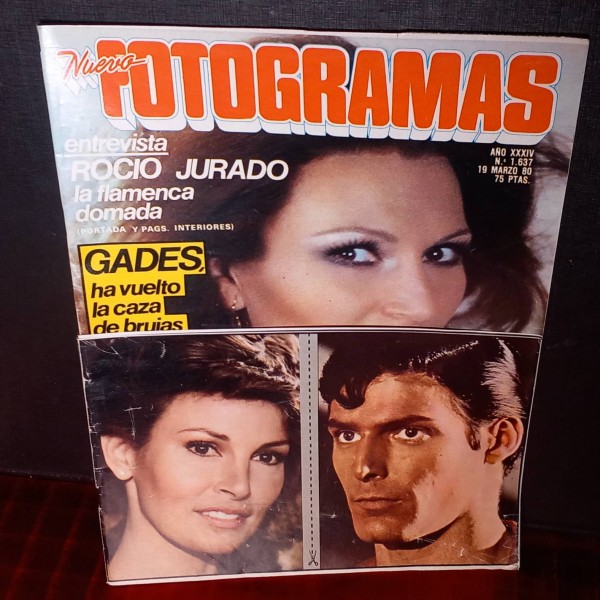 Nuevo
FOTOGRAMAS
entrevista
ROCIO JURADO
la flamenca
domada
(PORTADA Y PAGS. INTERIORES)
AÑO XXXIV
N.º 1.637
19 MARZO 80
75 PTAS.
GADES,
ha vuelto
la caza
de brujas